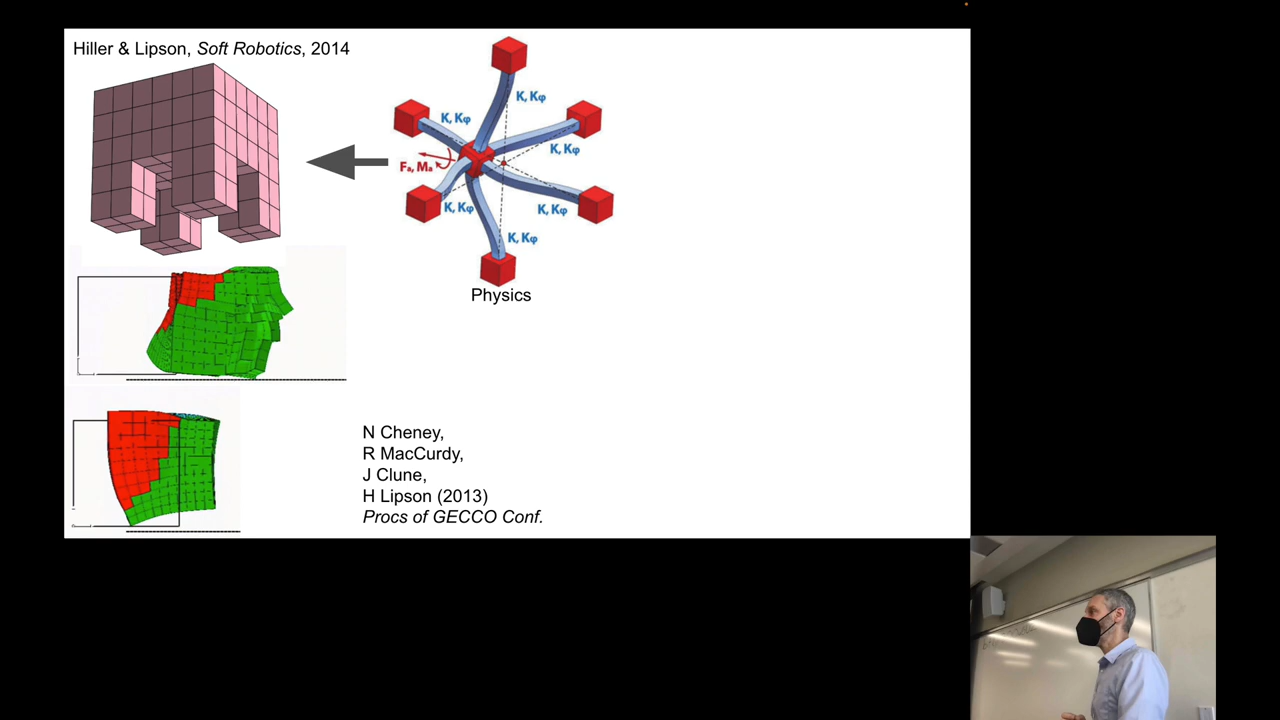 Hiller & Lipson, Soft Robotics, 2014
K, Kφ
K, Kφ
K, Kφ
Fₐ, Mₐ
K, Kφ
K, Kφ
K, Kφ
Physics
N Cheney,
R MacCurdy,
J Clune,
H Lipson (2013)
Procs of GECCO Conf.